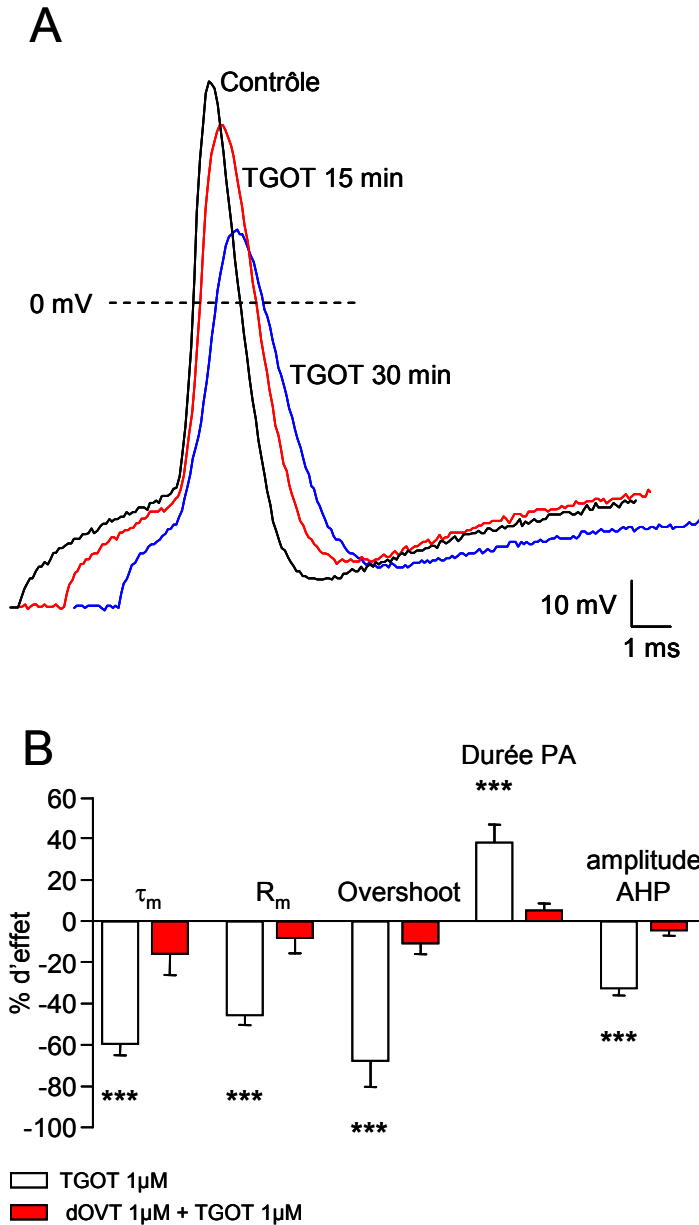 A
Contrôle
TGOT 15 min
0 mV
TGOT 30 min
10 mV
1 ms
B
Durée PA
***
60
40
20
0
-20
-40
-60
-80
-100
% d'effet
τm
Rm
Overshoot
amplitude
AHP
***
***
***
***
TGOT 1µM
dOVT 1µM + TGOT 1µM